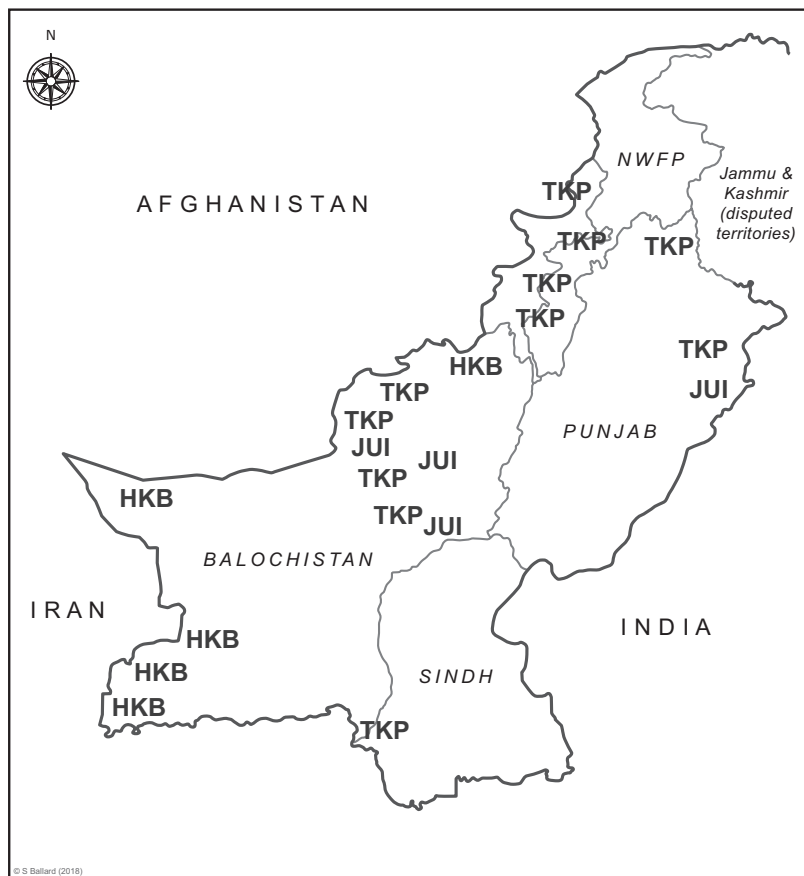 N
NWFP
Jammu &
Kashmir
(disputed
territories)
TKP
AFGHANISTAN
TKP
TKP
TKP
TKP
TKP
HKB
TKP
JUI
TKP
TKP
JUI
PUNJAB
JUI
TKP
HKB
TKP
JUI
BALOCHISTAN
IRAN
INDIA
HKB
HKB
SINDH
HKB
TKP
© S Ballard (2018)